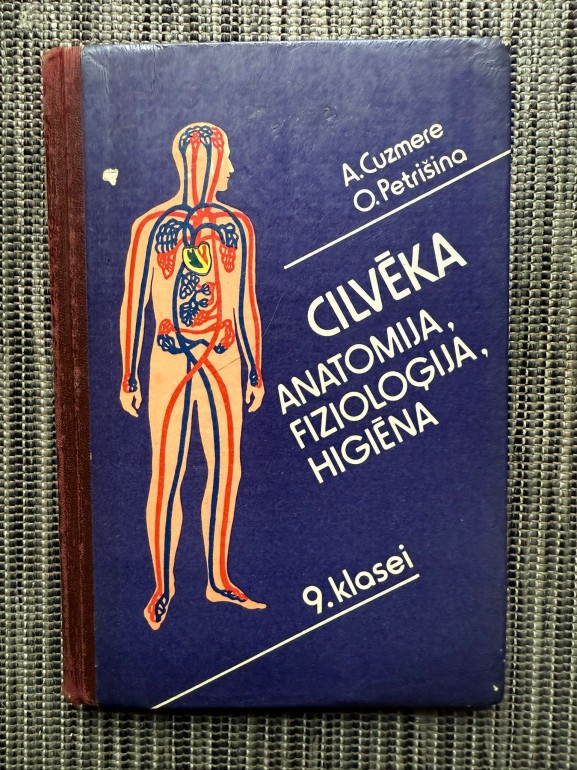 A.Cuzmere
O.Petrišina
CILVĒKA
ANATOMIJA,
FIZIOLOĢIJA,
HIGIĒNA
9.klasei